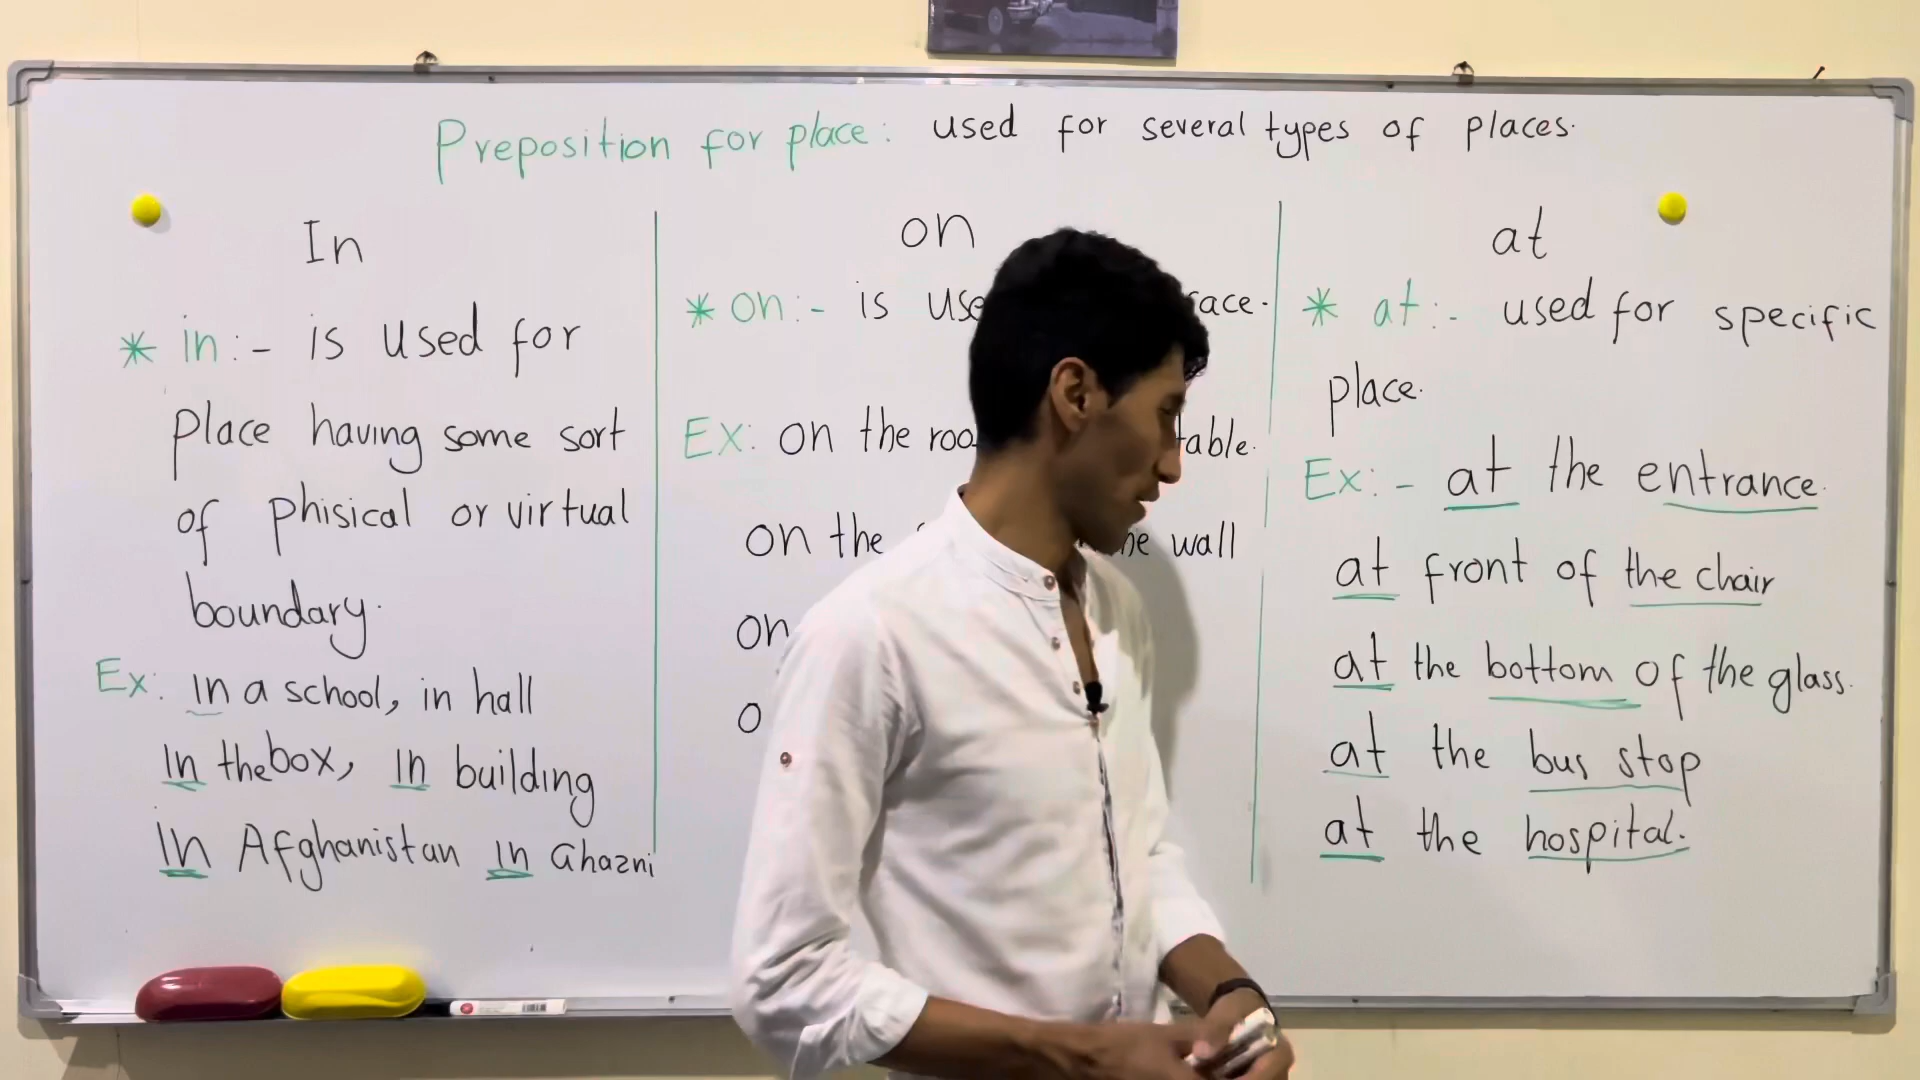 Preposition for place: used for several types of places.
In
* in:- is used for
place having some sort
of phisical or virtual
boundary.
Ex: in a school, in hall
In the box, in building
In Afghanistan in Ghazni
on
* on:- is
Ex: on the table.
on the wall
on
at
* at:- used for specific
place.
Ex:- at the entrance.
at front of the chair
at the bottom of the glass.
at the bus stop
at the hospital.